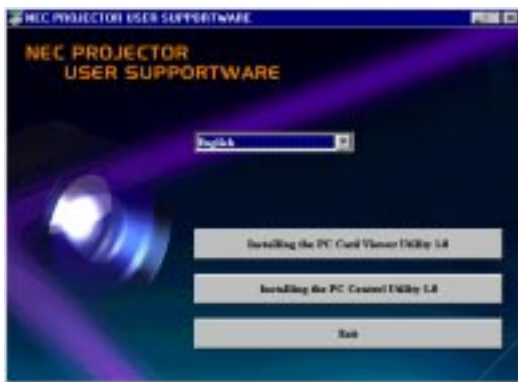 NEC PROJECTOR USER SUPPORTWARE
NEC PROJECTOR
USER SUPPORTWARE
English
Installing the PC Card Viewer Utility 1.0
Installing the PC Control Utility 1.0
Exit